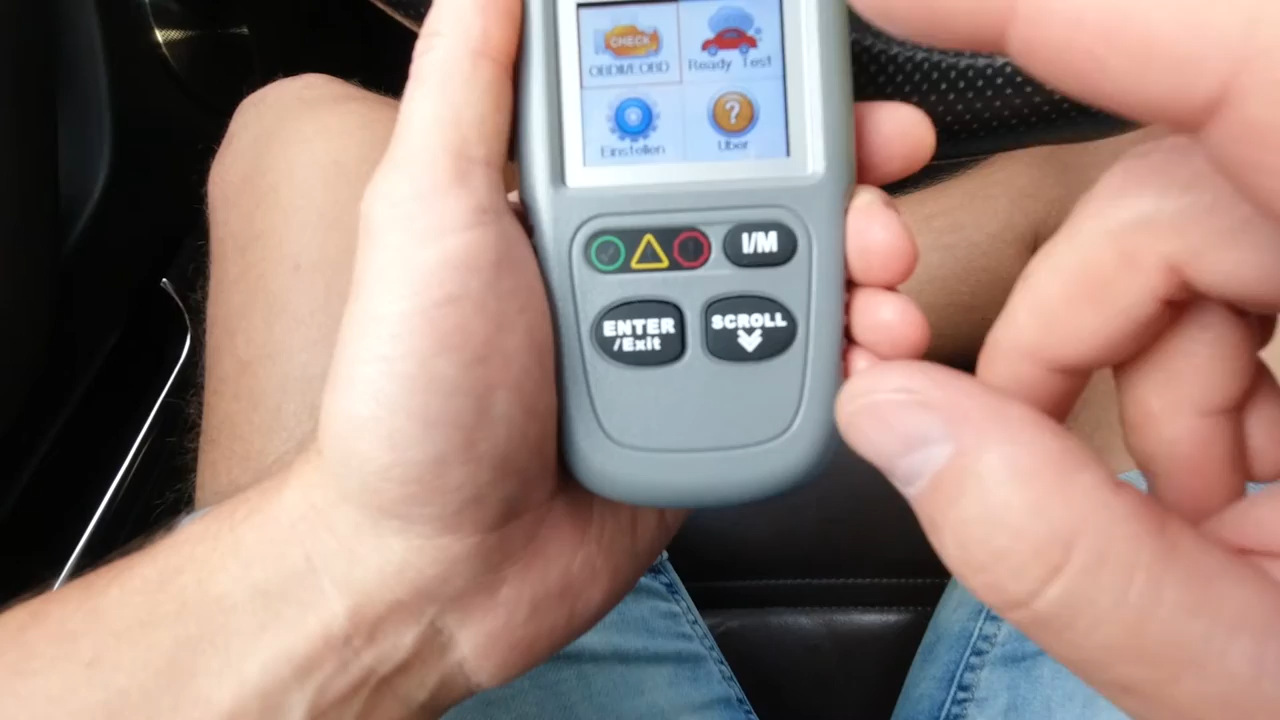 CHECK
OBDII/EOBD
Ready Test
?
Einstellen
Über
I/M
ENTER
/Exit
SCROLL